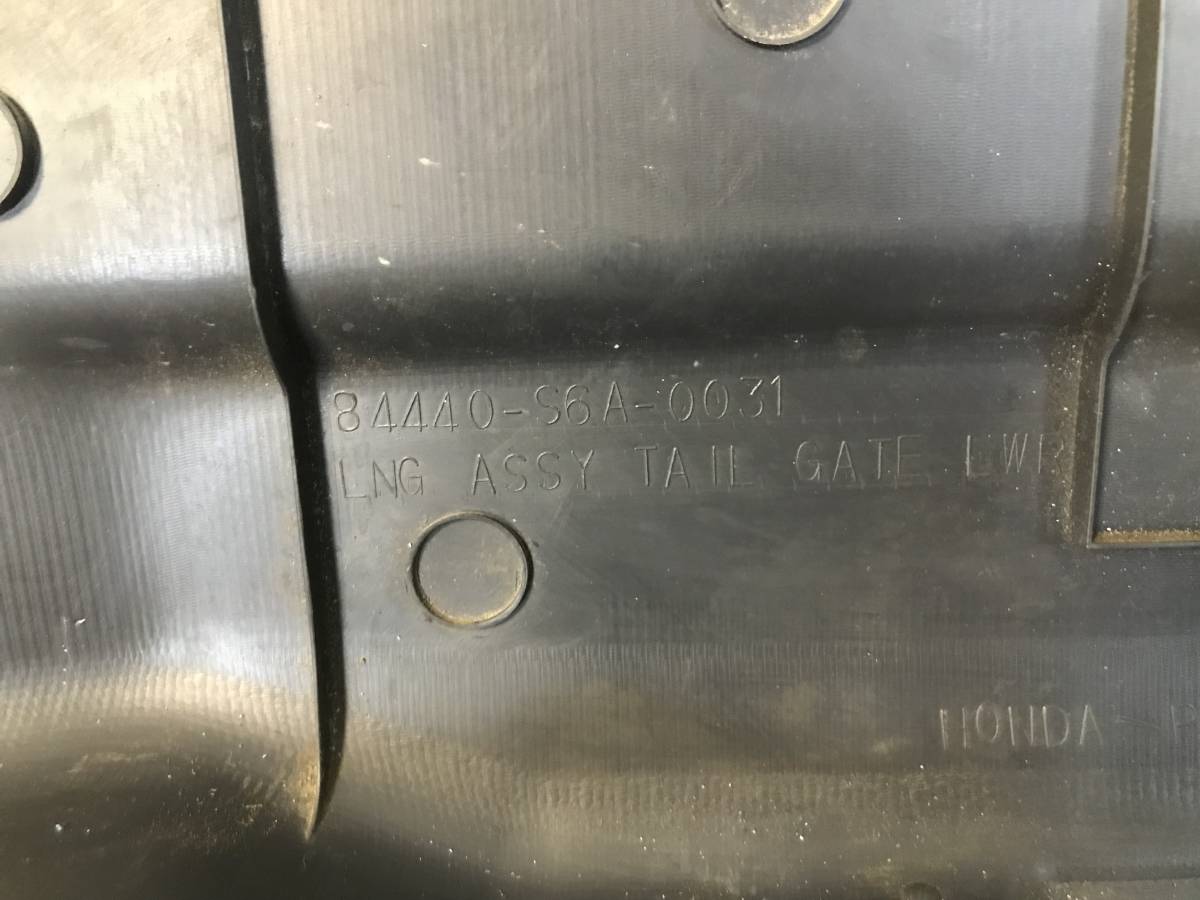 84440-S6A-0031
LNG ASSY TAIL GATE LWR
HONDA